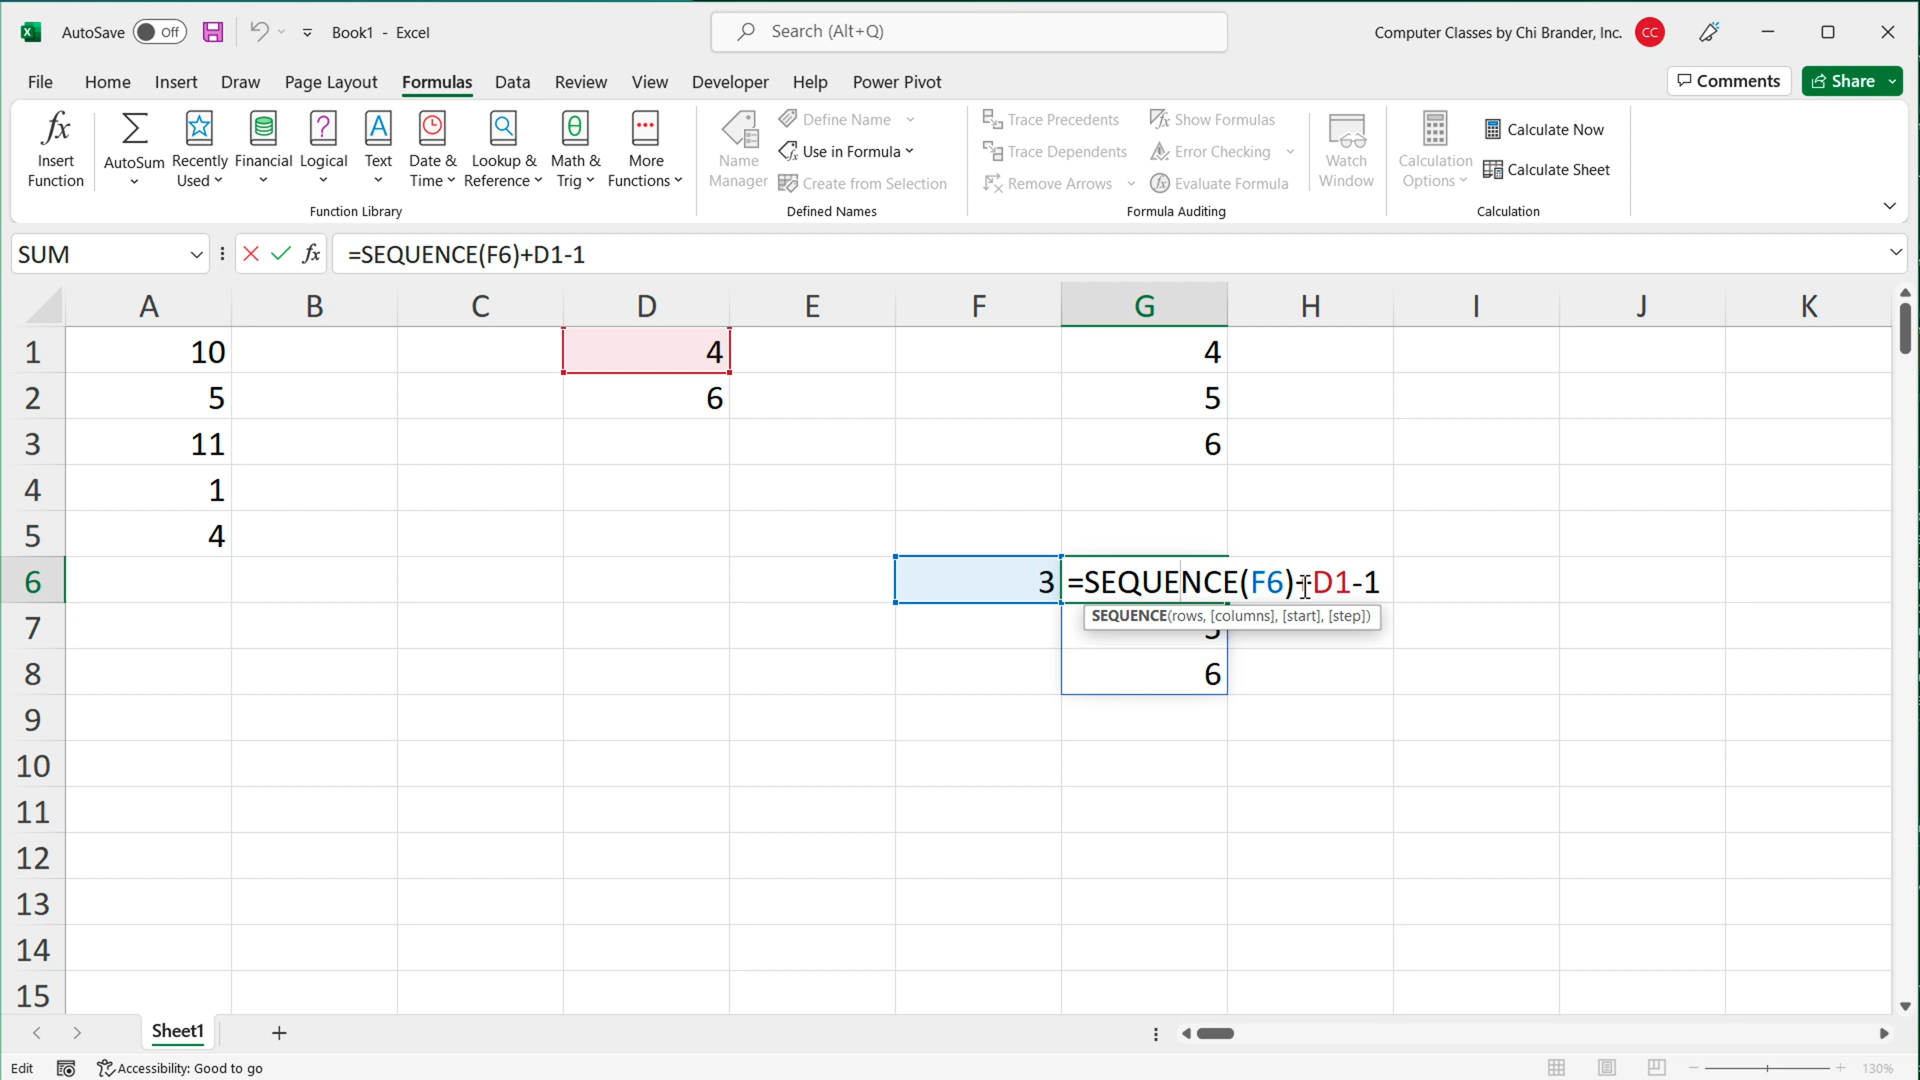 AutoSave Off Book1 - Excel Search (Alt+Q) Computer Classes by Chi Brander, Inc. CC
File Home Insert Draw Page Layout Formulas Data Review View Developer Help Power Pivot Comments Share
Insert Function
AutoSum
Recently Used
Financial
Logical
Text
Date & Time
Lookup & Reference
Math & Trig
More Functions
Function Library
Name Manager
Define Name
Use in Formula
Create from Selection
Defined Names
Trace Precedents
Trace Dependents
Remove Arrows
Show Formulas
Error Checking
Evaluate Formula
Formula Auditing
Watch Window
Calculation Options
Calculate Now
Calculate Sheet
Calculation
SUM fx =SEQUENCE(F6)+D1-1
A B C D E F G H I J K
1 10 4 4
2 5 6 5
3 11 6
4 1
5 4
6 3 =SEQUENCE(F6)+D1-1
SEQUENCE(rows, [columns], [start], [step])
7
8 6
9
10
11
12
13
14
15
Sheet1
Edit Accessibility: Good to go 130%